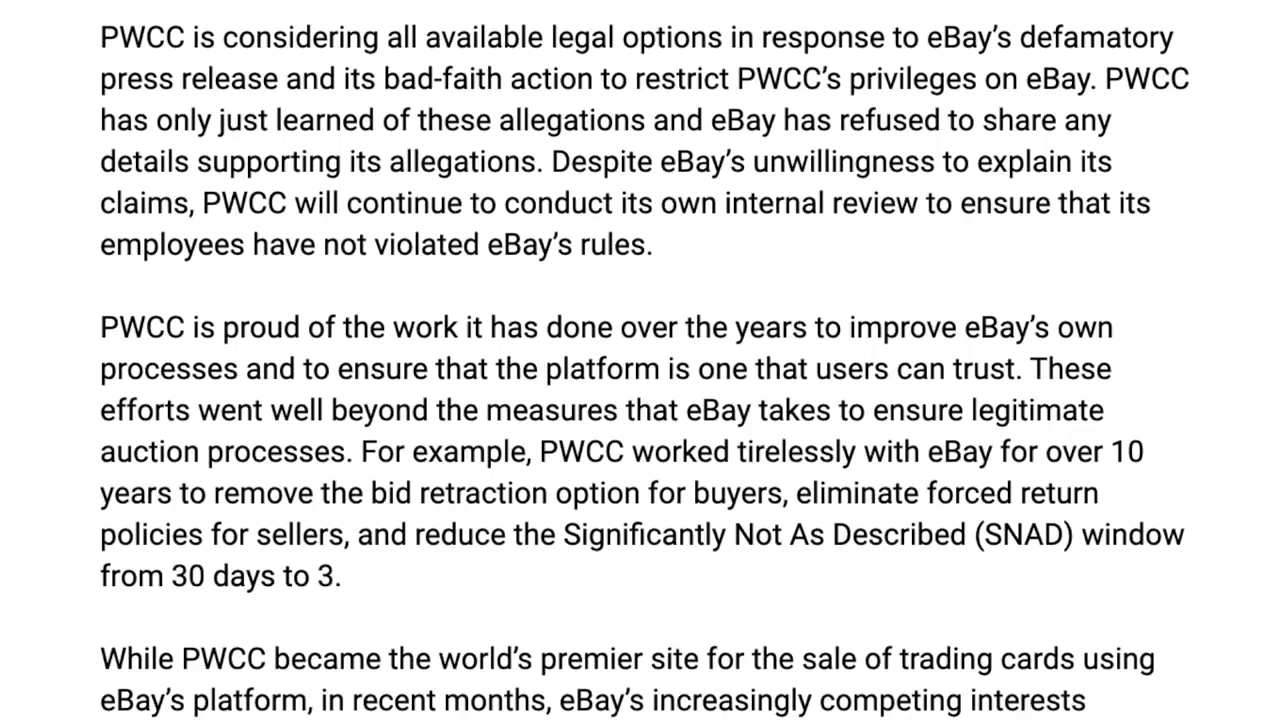 PWCC is considering all available legal options in response to eBay’s defamatory
press release and its bad-faith action to restrict PWCC’s privileges on eBay. PWCC
has only just learned of these allegations and eBay has refused to share any
details supporting its allegations. Despite eBay’s unwillingness to explain its
claims, PWCC will continue to conduct its own internal review to ensure that its
employees have not violated eBay’s rules.
PWCC is proud of the work it has done over the years to improve eBay’s own
processes and to ensure that the platform is one that users can trust. These
efforts went well beyond the measures that eBay takes to ensure legitimate
auction processes. For example, PWCC worked tirelessly with eBay for over 10
years to remove the bid retraction option for buyers, eliminate forced return
policies for sellers, and reduce the Significantly Not As Described (SNAD) window
from 30 days to 3.
While PWCC became the world’s premier site for the sale of trading cards using
eBay’s platform, in recent months, eBay’s increasingly competing interests